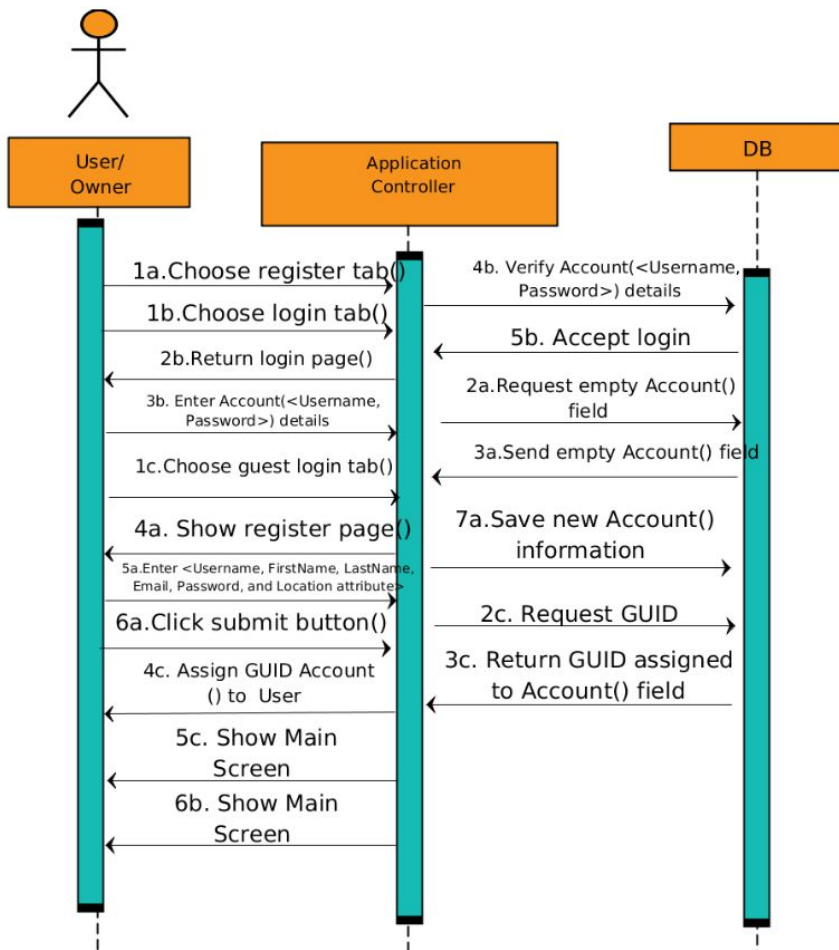 User/
Owner
Application
Controller
DB
1a.Choose register tab()
1b.Choose login tab()
2b.Return login page()
3b. Enter Account(<Username,
Password>) details
1c.Choose guest login tab()
4a. Show register page()
5a.Enter <Username, FirstName, LastName,
Email, Password, and Location attribute>
6a.Click submit button()
4c. Assign GUID Account
() to User
5c. Show Main
Screen
6b. Show Main
Screen
4b. Verify Account(<Username,
Password>) details
5b. Accept login
2a.Request empty Account()
field
3a.Send empty Account() field
7a.Save new Account()
information
2c. Request GUID
3c. Return GUID assigned
to Account() field